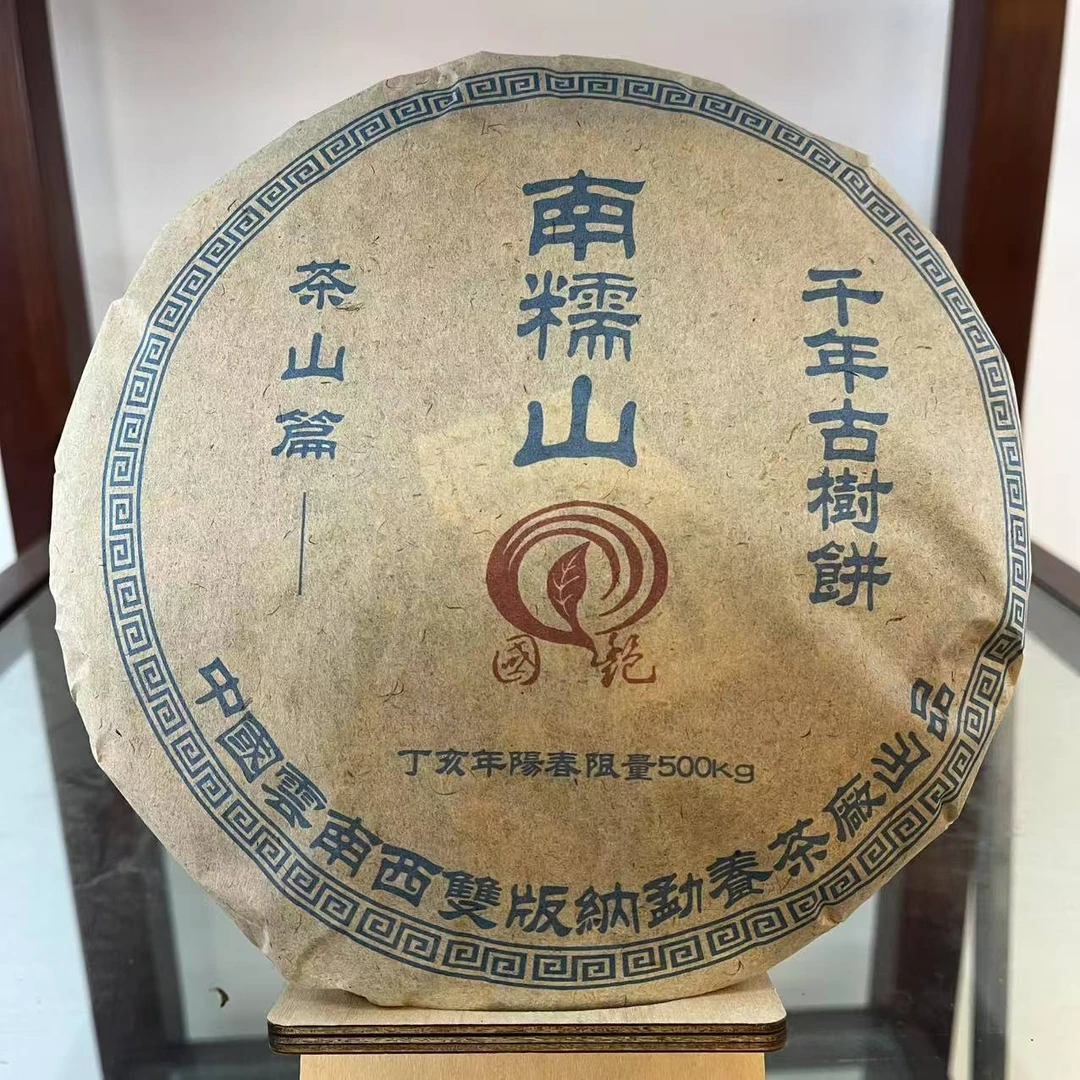 千年古樹餅
南糯山
茶山篇
國艷
丁亥年陽春限量500Kg
中國雲南西雙版納勐養茶廠出品